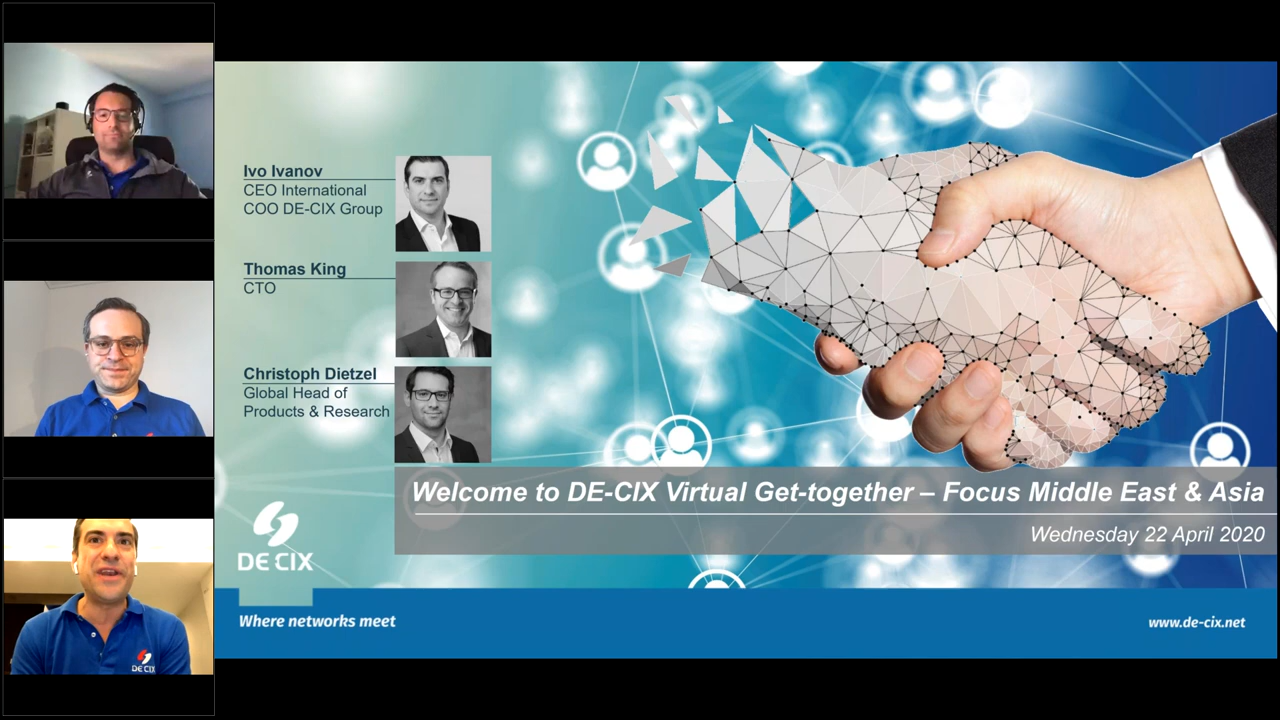 Ivo Ivanov
CEO International
COO DE-CIX Group
Thomas King
CTO
Christoph Dietzel
Global Head of
Products & Research
Welcome to DE-CIX Virtual Get-together – Focus Middle East & Asia
Wednesday 22 April 2020
DE CIX
Where networks meet
www.de-cix.net
DE CIX